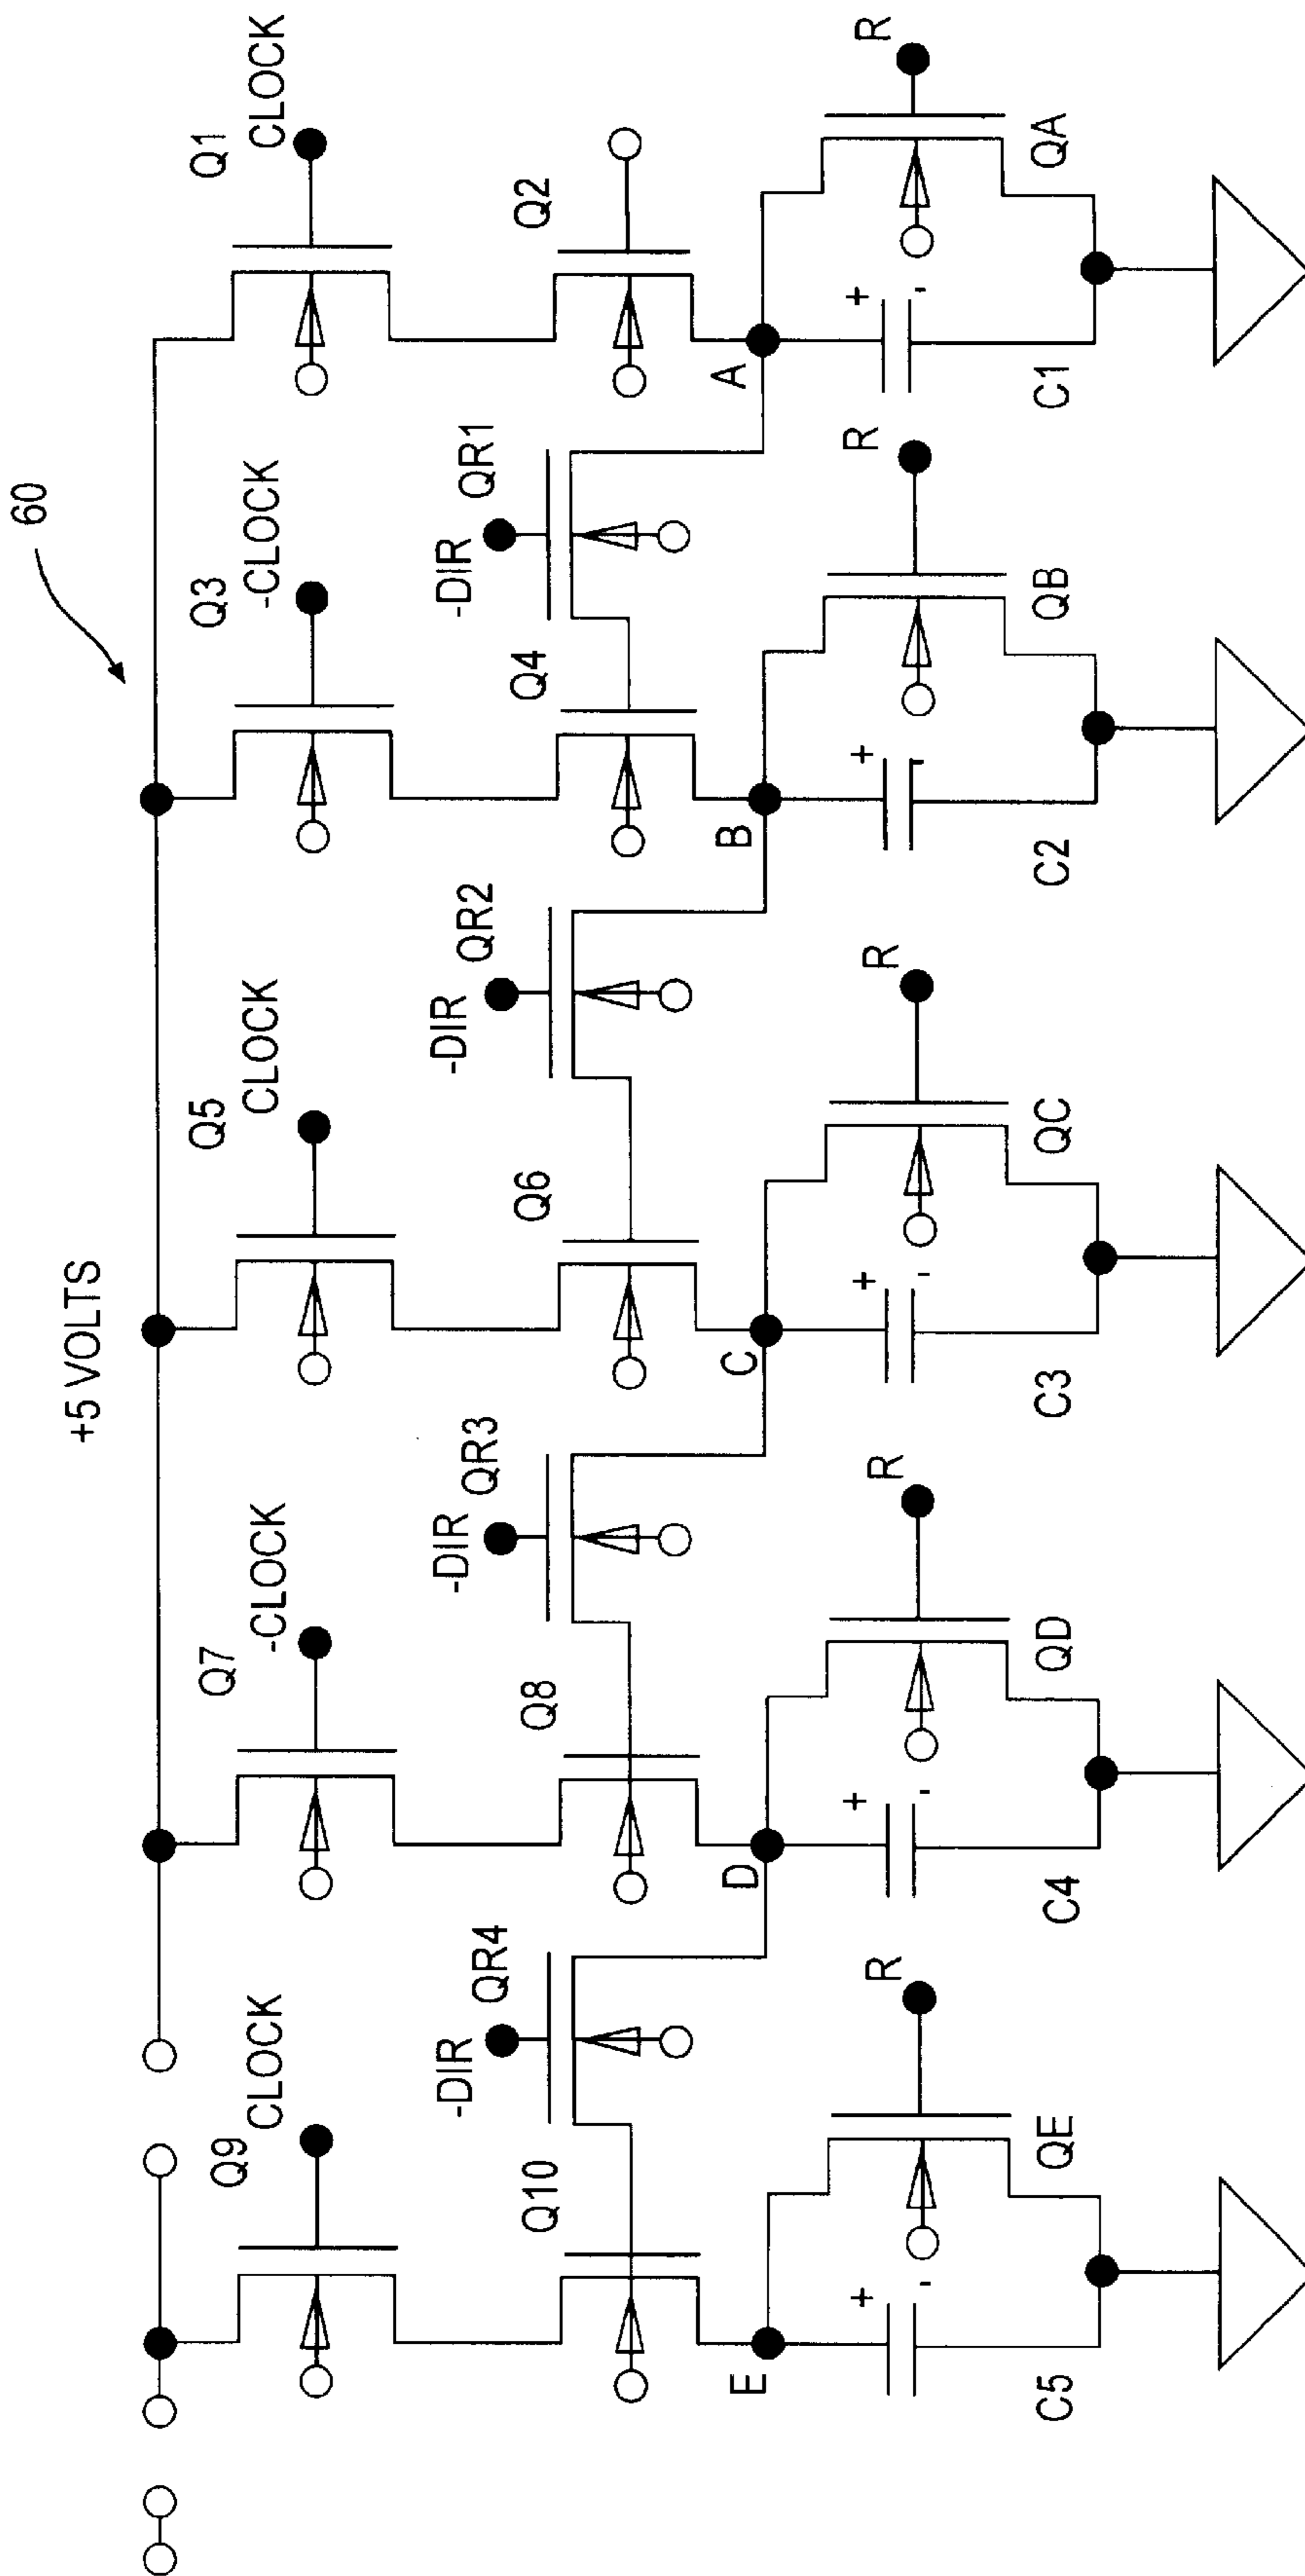 60
+5 VOLTS
Q9
CLOCK
Q7
-CLOCK
Q5
CLOCK
Q3
-CLOCK
Q1
CLOCK
-DIR
QR4
-DIR
QR3
-DIR
QR2
-DIR
QR1
Q10
Q8
Q6
Q4
Q2
E
D
C
B
A
R
R
R
R
R
+
-
+
-
+
-
+
-
+
-
C5
QE
C4
QD
C3
QC
C2
QB
C1
QA